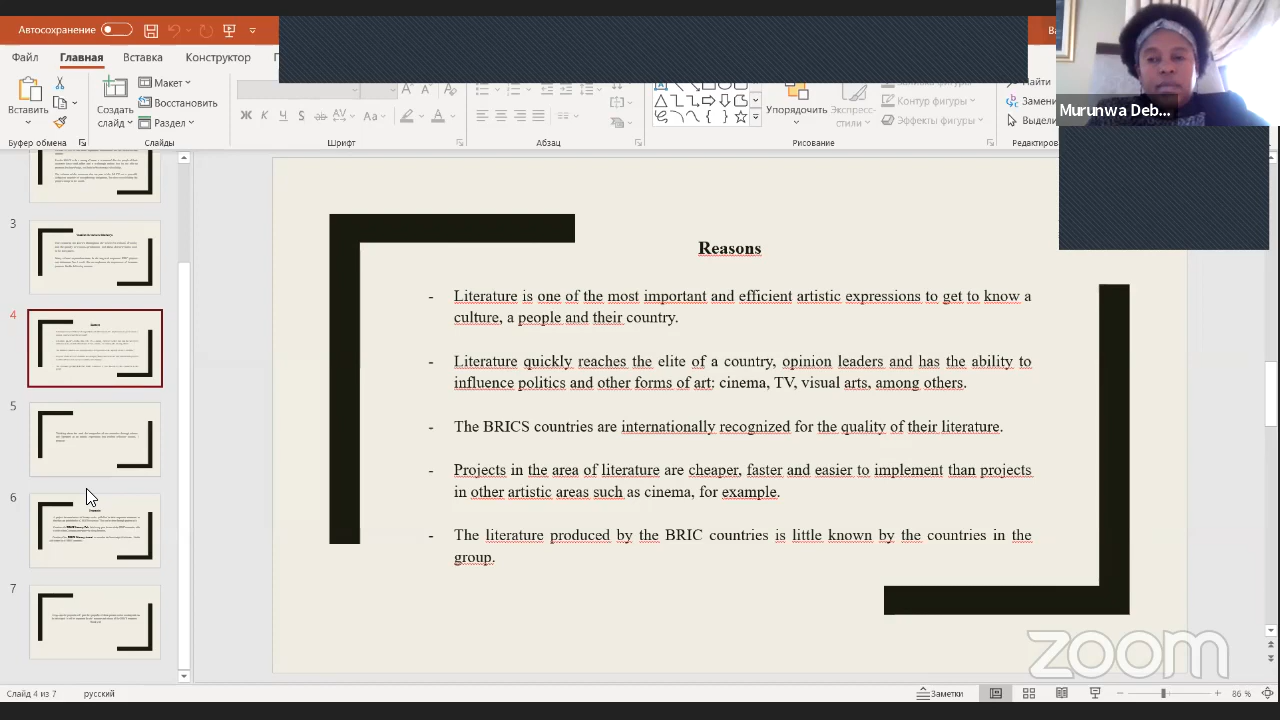 Автосохранение
Файл
Главная
Вставка
Конструктор
Вставить
Создать
слайд
Макет
Восстановить
Раздел
Упорядочить
Экспресс-
стили
Контур фигуры
Эффекты фигуры
Найти
Замени
Выдели
Murunwa Deb...
Буфер обмена
Слайды
Шрифт
Абзац
Рисование
Редактиров
3
4
5
6
7
Reasons
- Literature is one of the most important and efficient artistic expressions to get to know a
culture, a people and their country.
- Literature quickly reaches the elite of a country, opinion leaders and has the ability to
influence politics and other forms of art: cinema, TV, visual arts, among others.
- The BRICS countries are internationally recognized for the quality of their literature.
- Projects in the area of literature are cheaper, faster and easier to implement than projects
in other artistic areas such as cinema, for example.
- The literature produced by the BRIC countries is little known by the countries in the
group.
zoom
Слайд 4 из 7
русский
Заметки
86 %